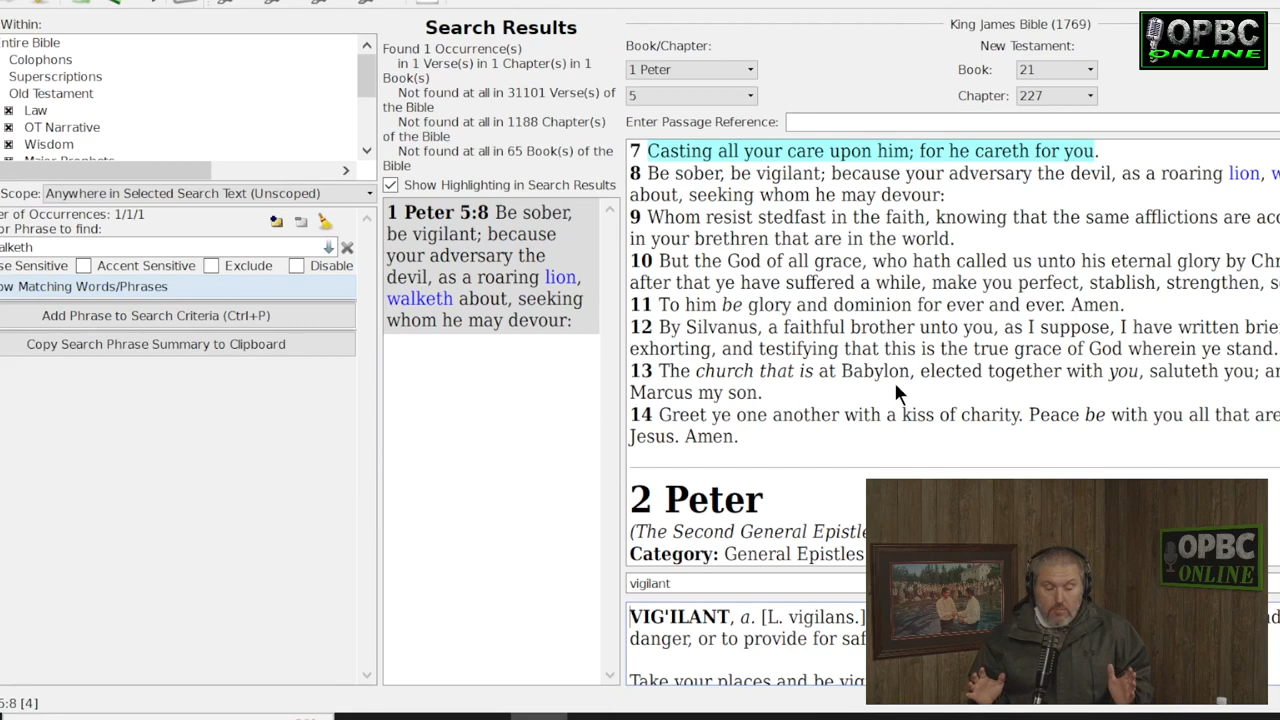 Within:
ntire Bible
Colophons
Superscriptions
Old Testament
Law
OT Narrative
Wisdom
Major Prophets
Scope: Anywhere in Selected Search Text (Unscoped)
er of Occurrences: 1/1/1
or Phrase to find:
alketh
se Sensitive Accent Sensitive Exclude Disable
ow Matching Words/Phrases
Add Phrase to Search Criteria (Ctrl+P)
Copy Search Phrase Summary to Clipboard
5:8 [4]
Search Results
Found 1 Occurrence(s)
in 1 Verse(s) in 1 Chapter(s) in 1
Book(s)
Not found at all in 31101 Verse(s) of
the Bible
Not found at all in 1188 Chapter(s)
of the Bible
Not found at all in 65 Book(s) of the
Bible
Show Highlighting in Search Results
1 Peter 5:8 Be sober,
be vigilant; because
your adversary the
devil, as a roaring lion,
walketh about, seeking
whom he may devour:
King James Bible (1769)
Book/Chapter:
New Testament:
1 Peter
Book: 21
5
Chapter: 227
Enter Passage Reference:
7 Casting all your care upon him; for he careth for you.
8 Be sober, be vigilant; because your adversary the devil, as a roaring lion, w
about, seeking whom he may devour:
9 Whom resist stedfast in the faith, knowing that the same afflictions are acc
in your brethren that are in the world.
10 But the God of all grace, who hath called us unto his eternal glory by Chr
after that ye have suffered a while, make you perfect, stablish, strengthen, s
11 To him be glory and dominion for ever and ever. Amen.
12 By Silvanus, a faithful brother unto you, as I suppose, I have written brie
exhorting, and testifying that this is the true grace of God wherein ye stand.
13 The church that is at Babylon, elected together with you, saluteth you; a
Marcus my son.
14 Greet ye one another with a kiss of charity. Peace be with you all that are
Jesus. Amen.
2 Peter
(The Second General Epistle
Category: General Epistles
vigilant
VIG'ILANT, a. [L. vigilans.]
danger, or to provide for saf
Take your places and be vig
OPBC
ONLINE
OPBC
ONLINE